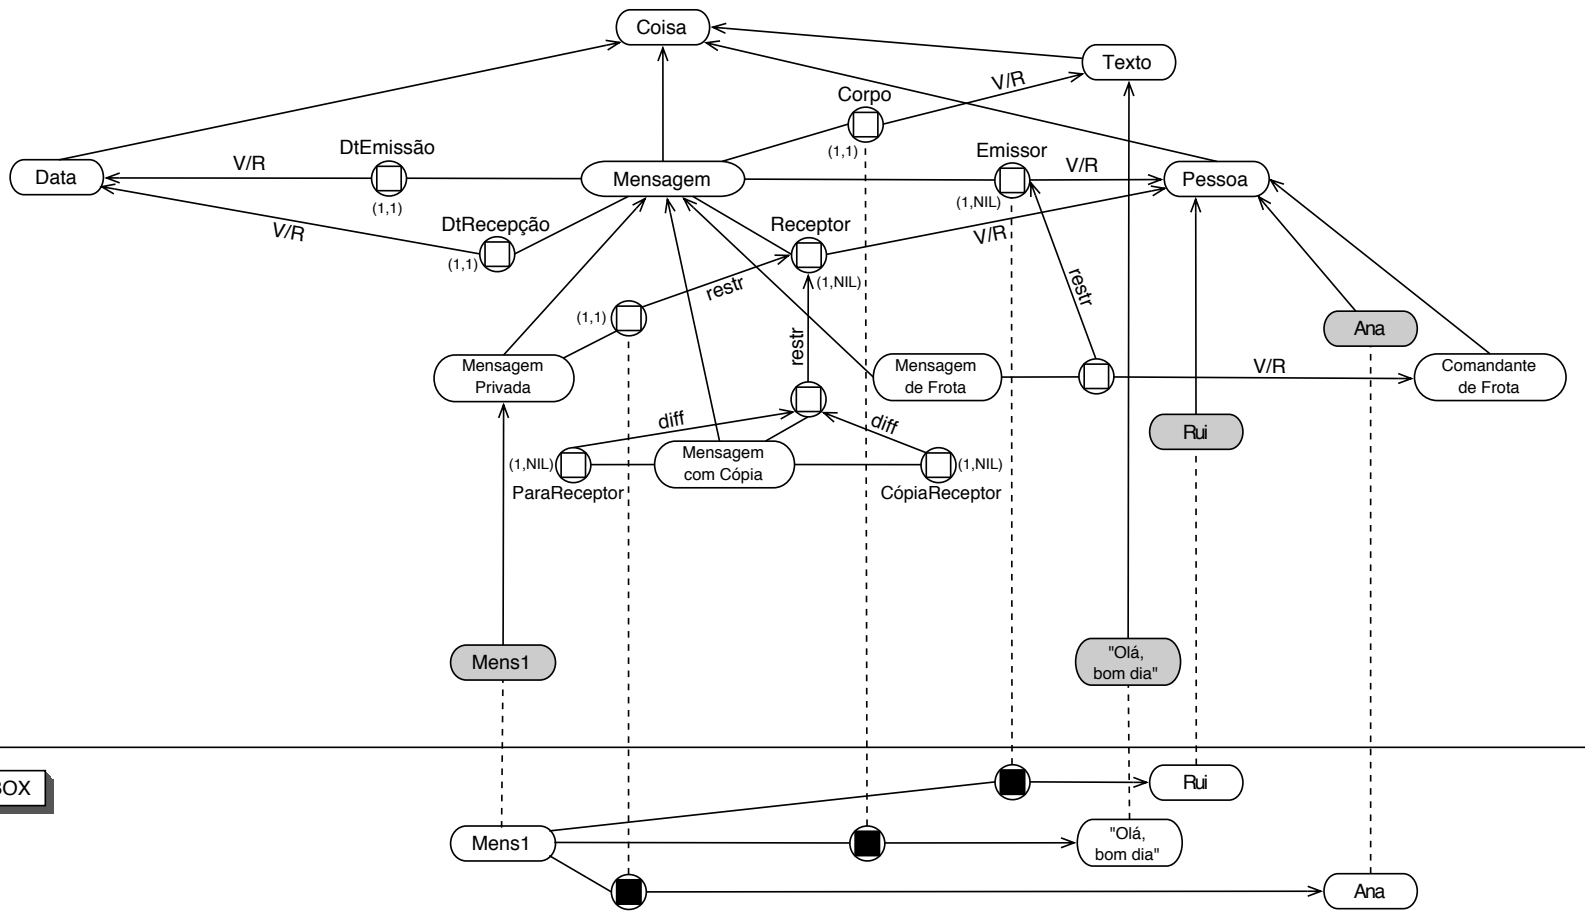 Coisa
Texto
V/R
Corpo
(1,1)
DtEmissão
V/R
(1,1)
Emissor
V/R
(1,NIL)
Data
Mensagem
Pessoa
DtRecepção
V/R
(1,1)
Receptor
V/R
(1,NIL)
restr
restr
restr
(1,1)
Ana
Mensagem
Privada
Mensagem
de Frota
V/R
Comandante
de Frota
diff
diff
Rui
(1,NIL)
Mensagem
com Cópia
(1,NIL)
ParaReceptor
CópiaReceptor
Mens1
"Olá,
bom dia"
BOX
Rui
Mens1
"Olá,
bom dia"
Ana